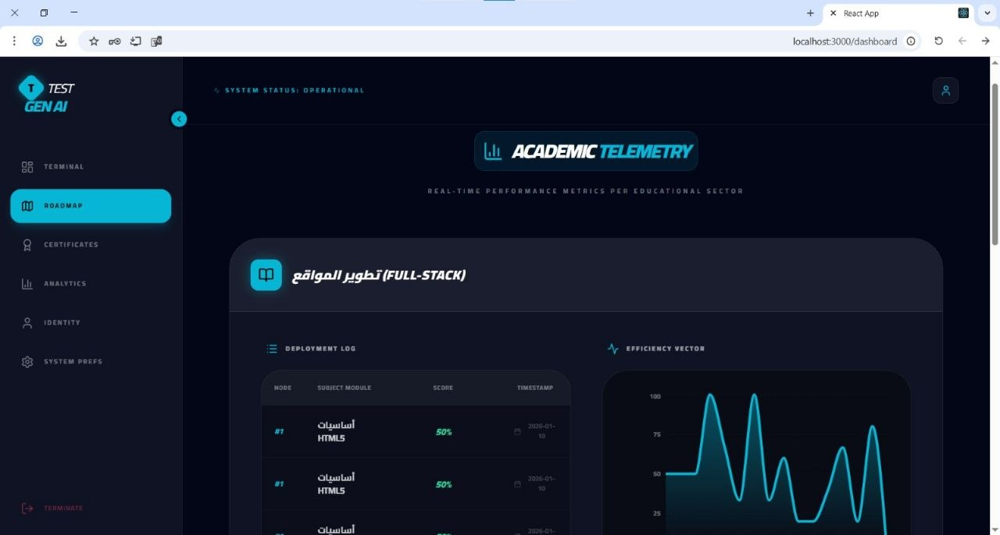 React App
localhost:3000/dashboard
T TEST
GEN AI
SYSTEM STATUS: OPERATIONAL
TERMINAL
ROADMAP
CERTIFICATES
ANALYTICS
IDENTITY
SYSTEM PREFS
TERMINATE
ACADEMIC TELEMETRY
REAL-TIME PERFORMANCE METRICS PER EDUCATIONAL SECTOR
تطوير المواقع (FULL-STACK)
DEPLOYMENT LOG
NODE SUBJECT MODULE SCORE TIMESTAMP
#1 أساسيات 50% 2026-01-
HTML5 10
#1 أساسيات 50% 2026-01-
HTML5 10
أساسيات 2026-01-
EFFICIENCY VECTOR
100
75
50
25